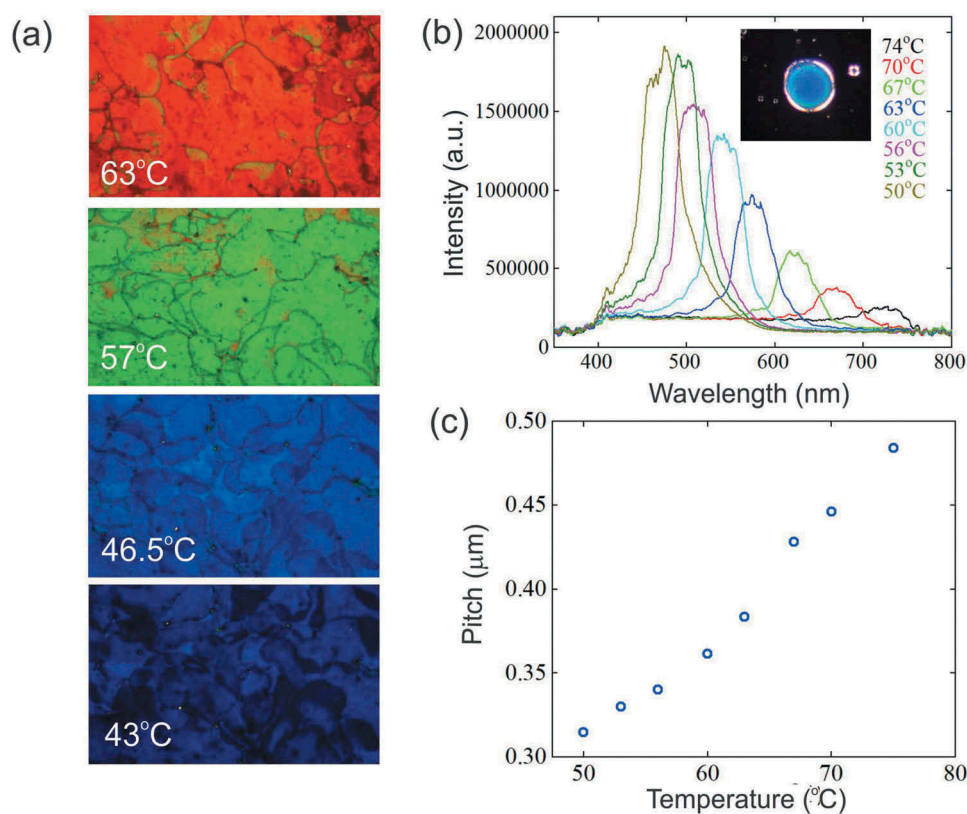 (a)
63°C
57°C
46.5°C
43°C
(b)
Intensity (a.u.)
2000000
1500000
1000000
500000
0
400 500 600 700 800
Wavelength (nm)
74°C
70°C
67°C
63°C
60°C
56°C
53°C
50°C
(c)
Pitch (μm)
0.50
0.45
0.40
0.35
0.30
50 60 70 80
Temperature (°C)